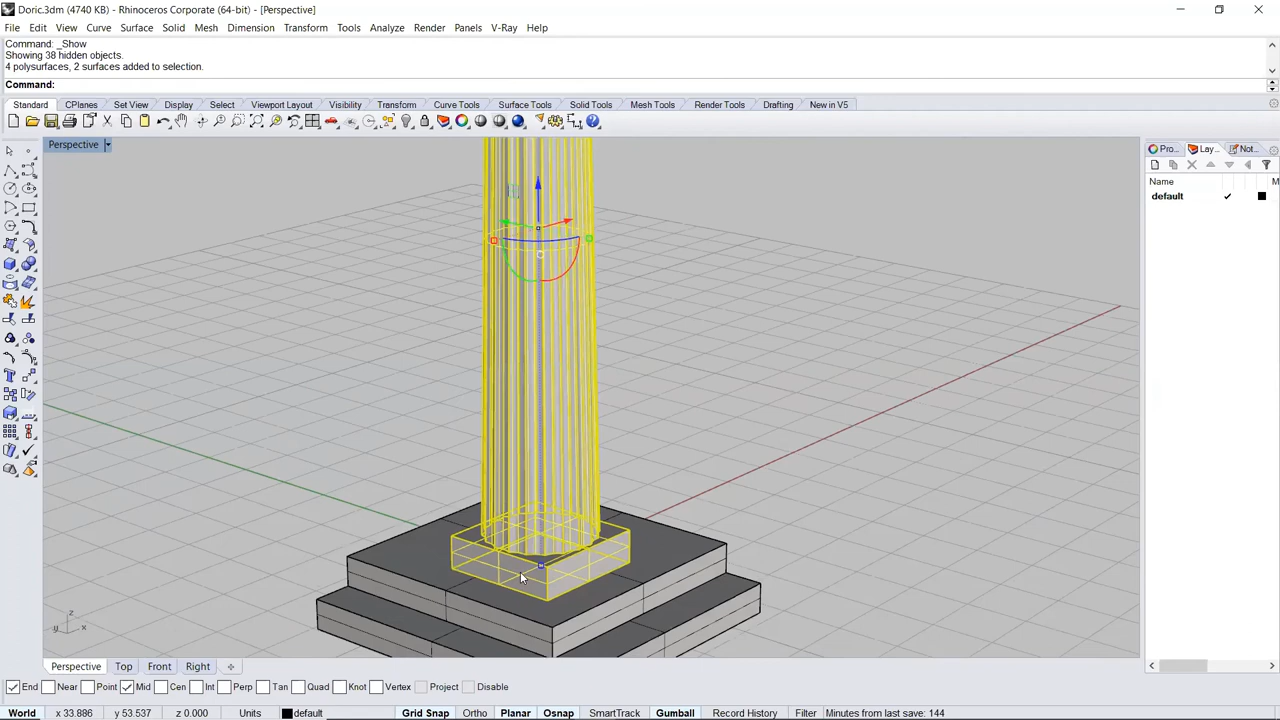 Doric.3dm (4740 KB) - Rhinoceros Corporate (64-bit) - [Perspective]
File Edit View Curve Surface Solid Mesh Dimension Transform Tools Analyze Render Panels V-Ray Help
Command: _Show
Showing 38 hidden objects.
4 polysurfaces, 2 surfaces added to selection.
Command:
Standard CPlanes Set View Display Select Viewport Layout Visibility Transform Curve Tools Surface Tools Solid Tools Mesh Tools Render Tools Drafting New in V5
Perspective
Pro... Lay... Not...
Name M
default
z
y x
Perspective Top Front Right
End Near Point Mid Cen Int Perp Tan Quad Knot Vertex Project Disable
World x 33.886 y 53.537 z 0.000 Units default Grid Snap Ortho Planar Osnap SmartTrack Gumball Record History Filter Minutes from last save: 144